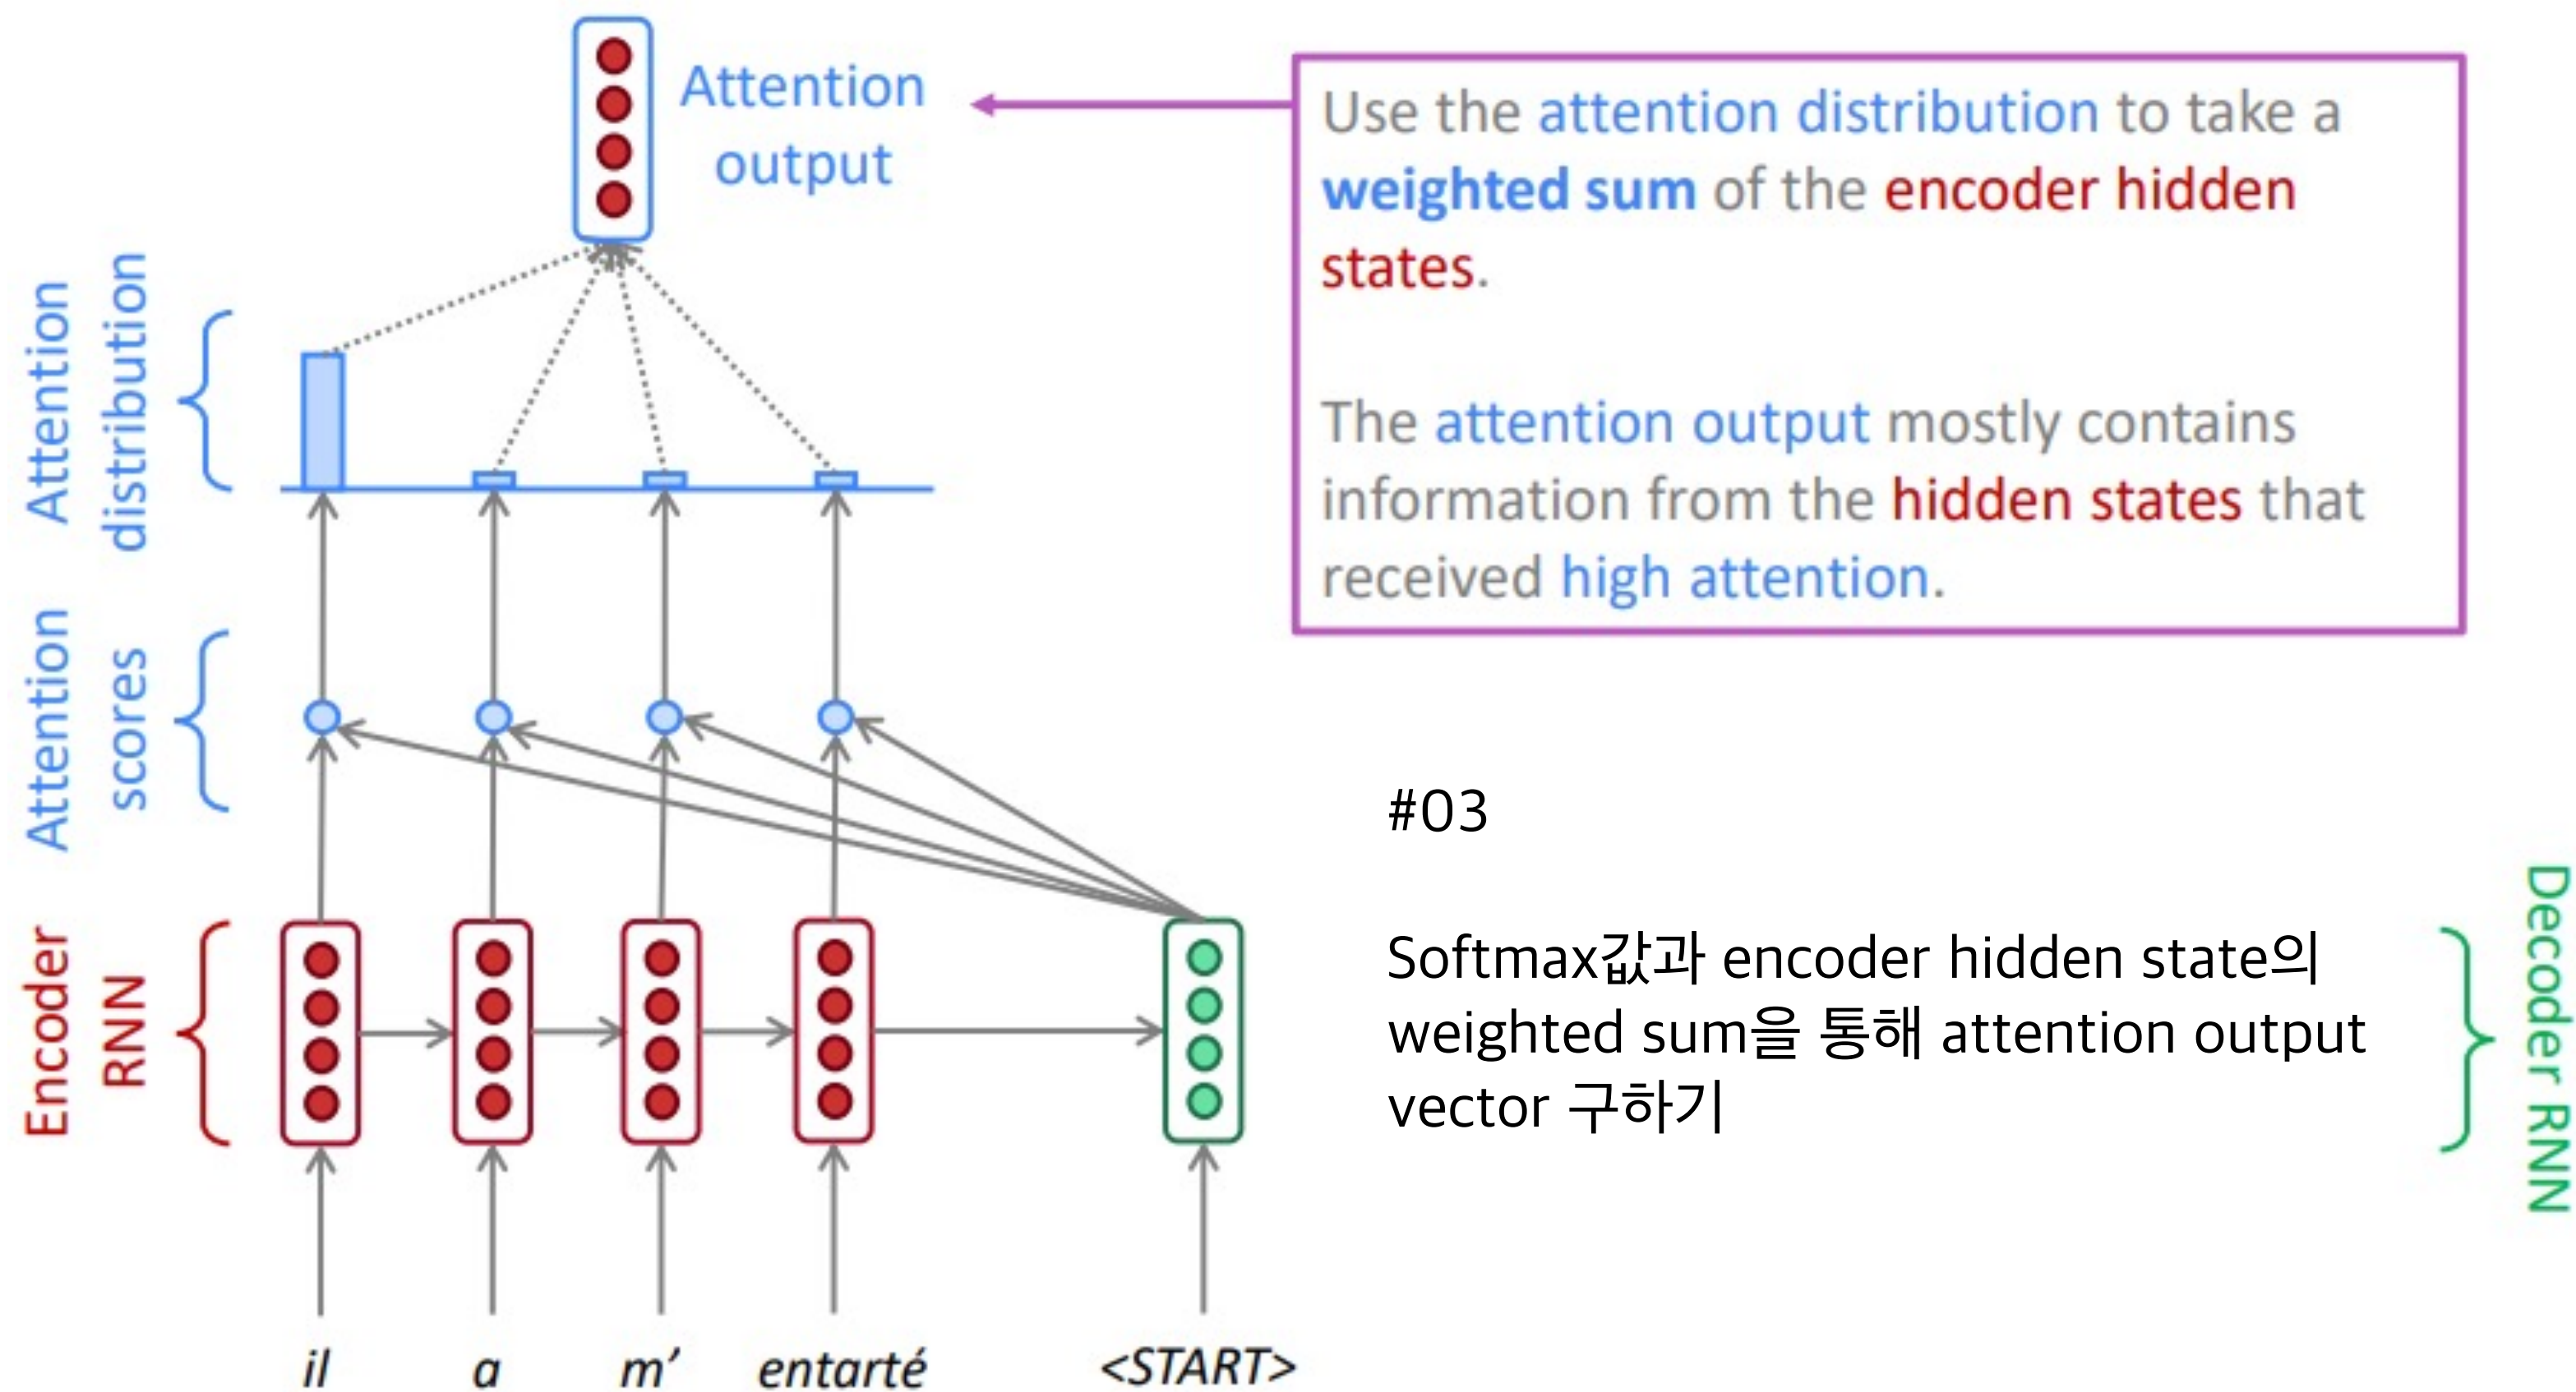 Attention
output
Use the attention distribution to take a
weighted sum of the encoder hidden
states.
The attention output mostly contains
information from the hidden states that
received high attention.
Attention
distribution
Attention
scores
Encoder
RNN
#03
Softmax값과 encoder hidden state의
weighted sum을 통해 attention output
vector 구하기
Decoder RNN
il
a
m’
entarté
<START>